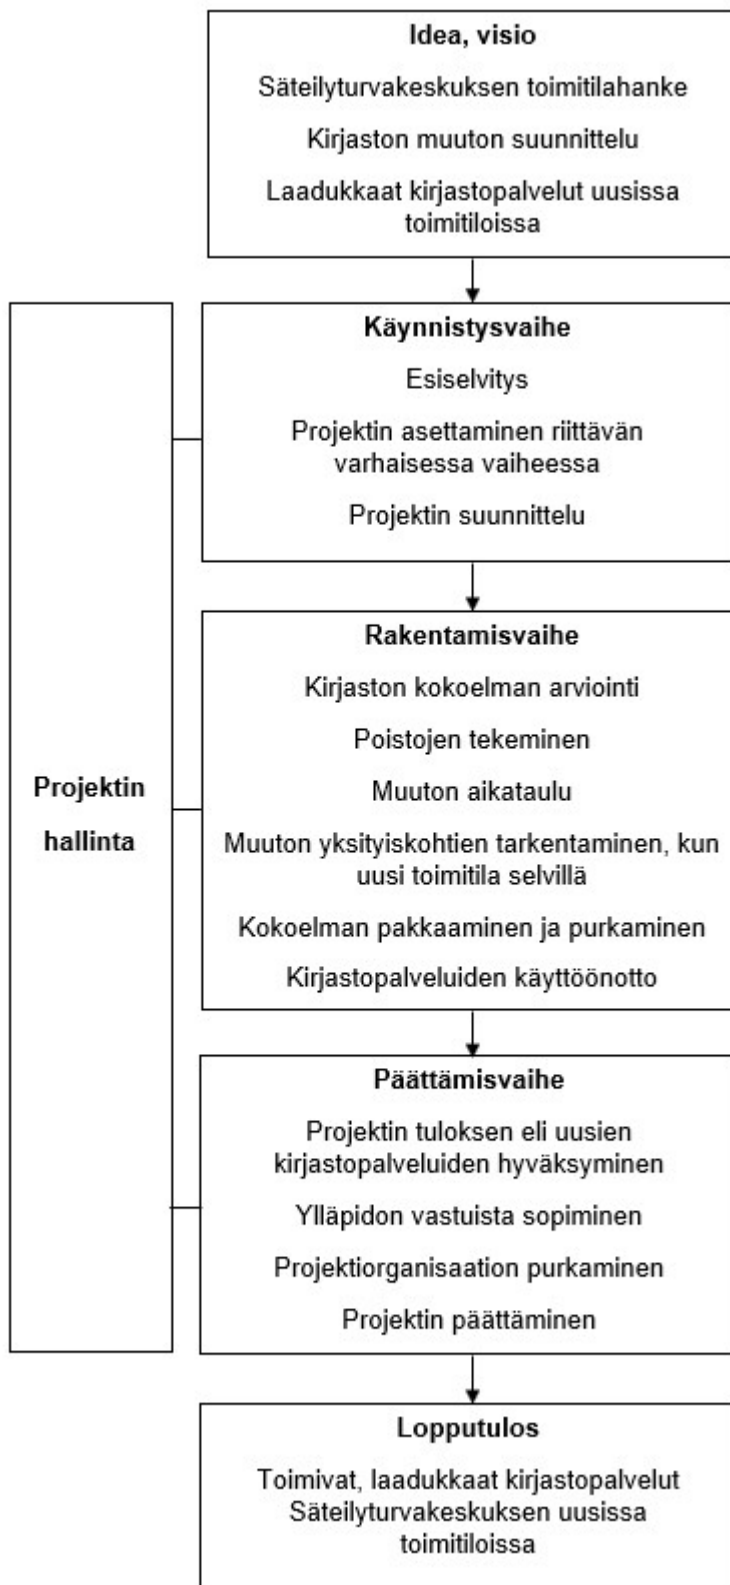 Idea, visio
Säteilyturvakeskuksen toimitilahanke
Kirjaston muuton suunnittelu
Laadukkaat kirjastopalvelut uusissa
toimitiloissa
Projektin
hallinta
Käynnistysvaihe
Esiselvitys
Projektin asettaminen riittävän
varhaisessa vaiheessa
Projektin suunnittelu
Rakentamisvaihe
Kirjaston kokoelman arviointi
Poistojen tekeminen
Muuton aikataulu
Muuton yksityiskohtien tarkentaminen, kun
uusi toimitila selvillä
Kokoelman pakkaaminen ja purkaminen
Kirjastopalveluiden käyttöönotto
Päättämisvaihe
Projektin tuloksen eli uusien
kirjastopalveluiden hyväksyminen
Ylläpidon vastuista sopiminen
Projektiorganisaation purkaminen
Projektin päättäminen
Lopputulos
Toimivat, laadukkaat kirjastopalvelut
Säteilyturvakeskuksen uusissa
toimitiloissa